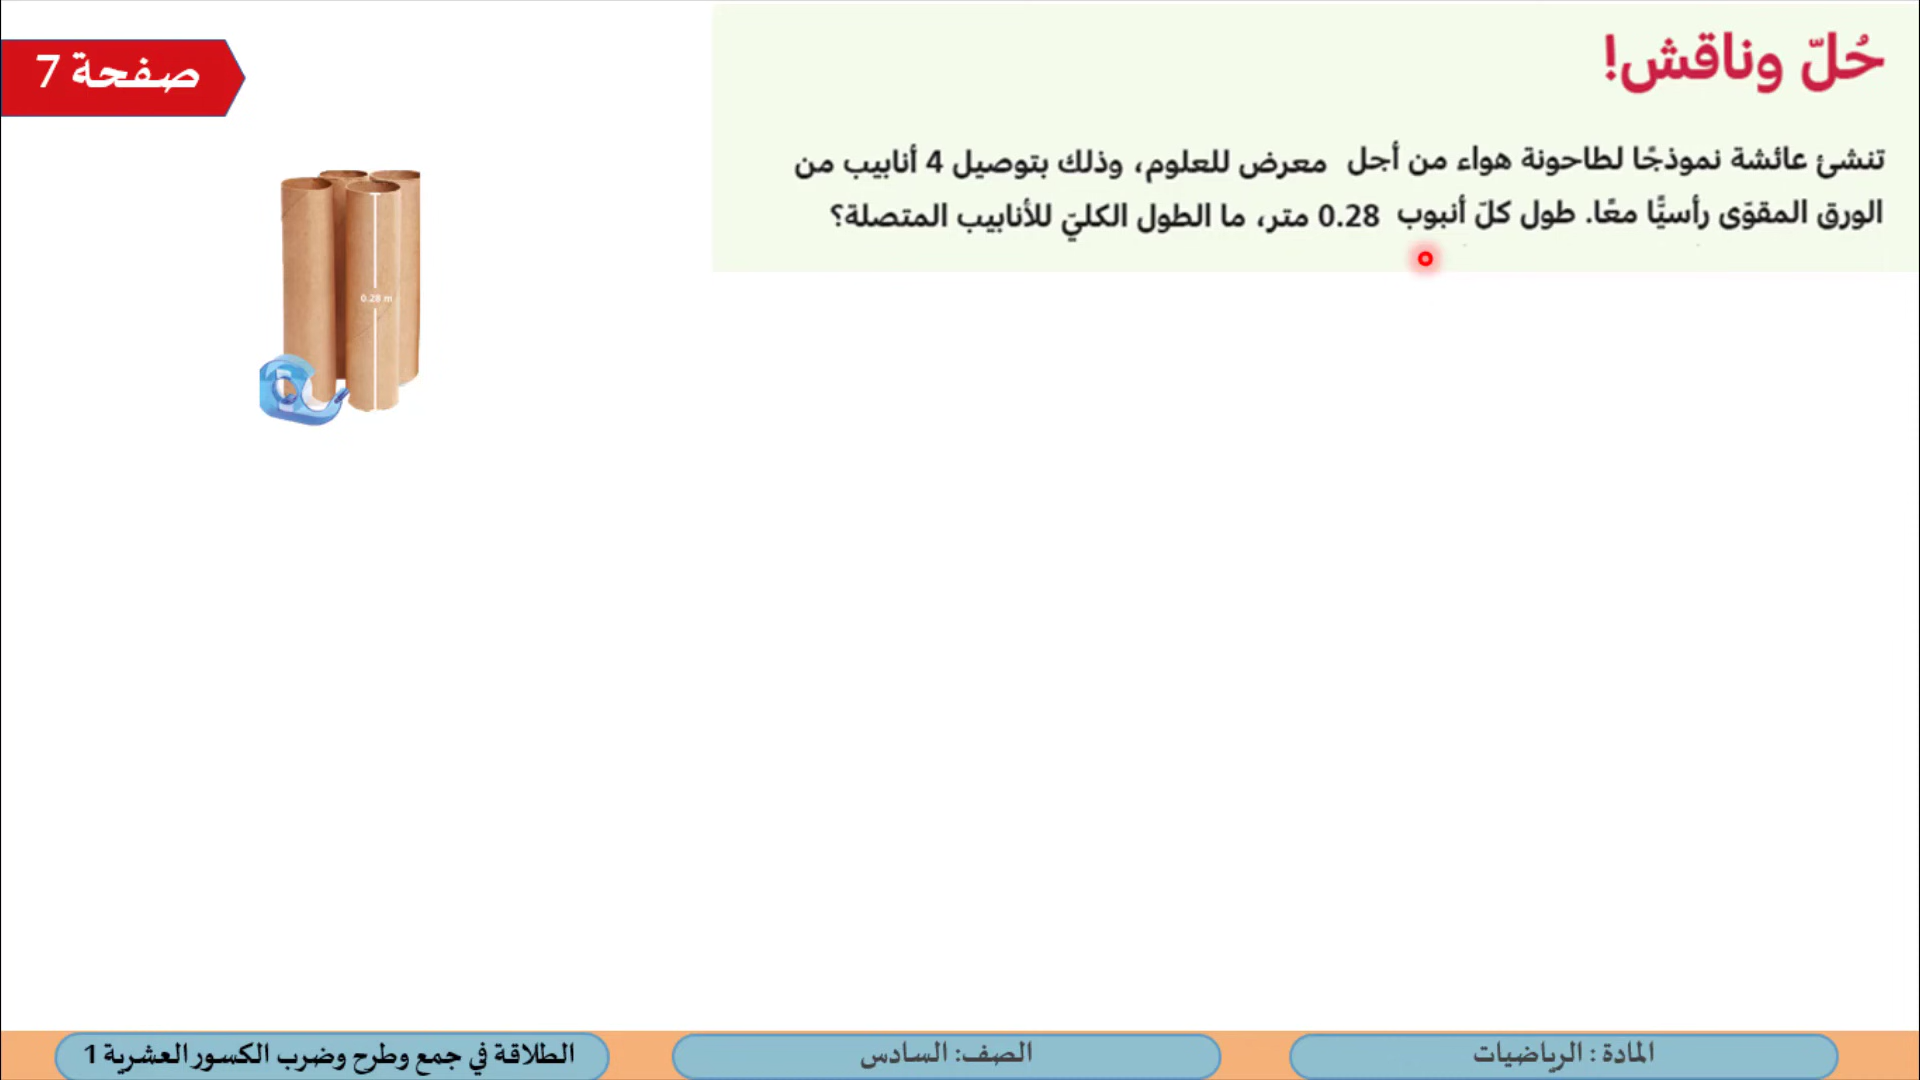 حُلّ وناقش!
صفحة 7
تنشئ عائشة نموذجًا لطاحونة هواء من أجل معرض للعلوم، وذلك بتوصيل 4 أنابيب من
الورق المقوّى رأسيًّا معًا. طول كلّ أنبوب 0.28 متر، ما الطول الكليّ للأنابيب المتصلة؟
0.28 m
المادة : الرياضيات
الصف: السادس
الطلاقة في جمع وطرح وضرب الكسور العشرية 1